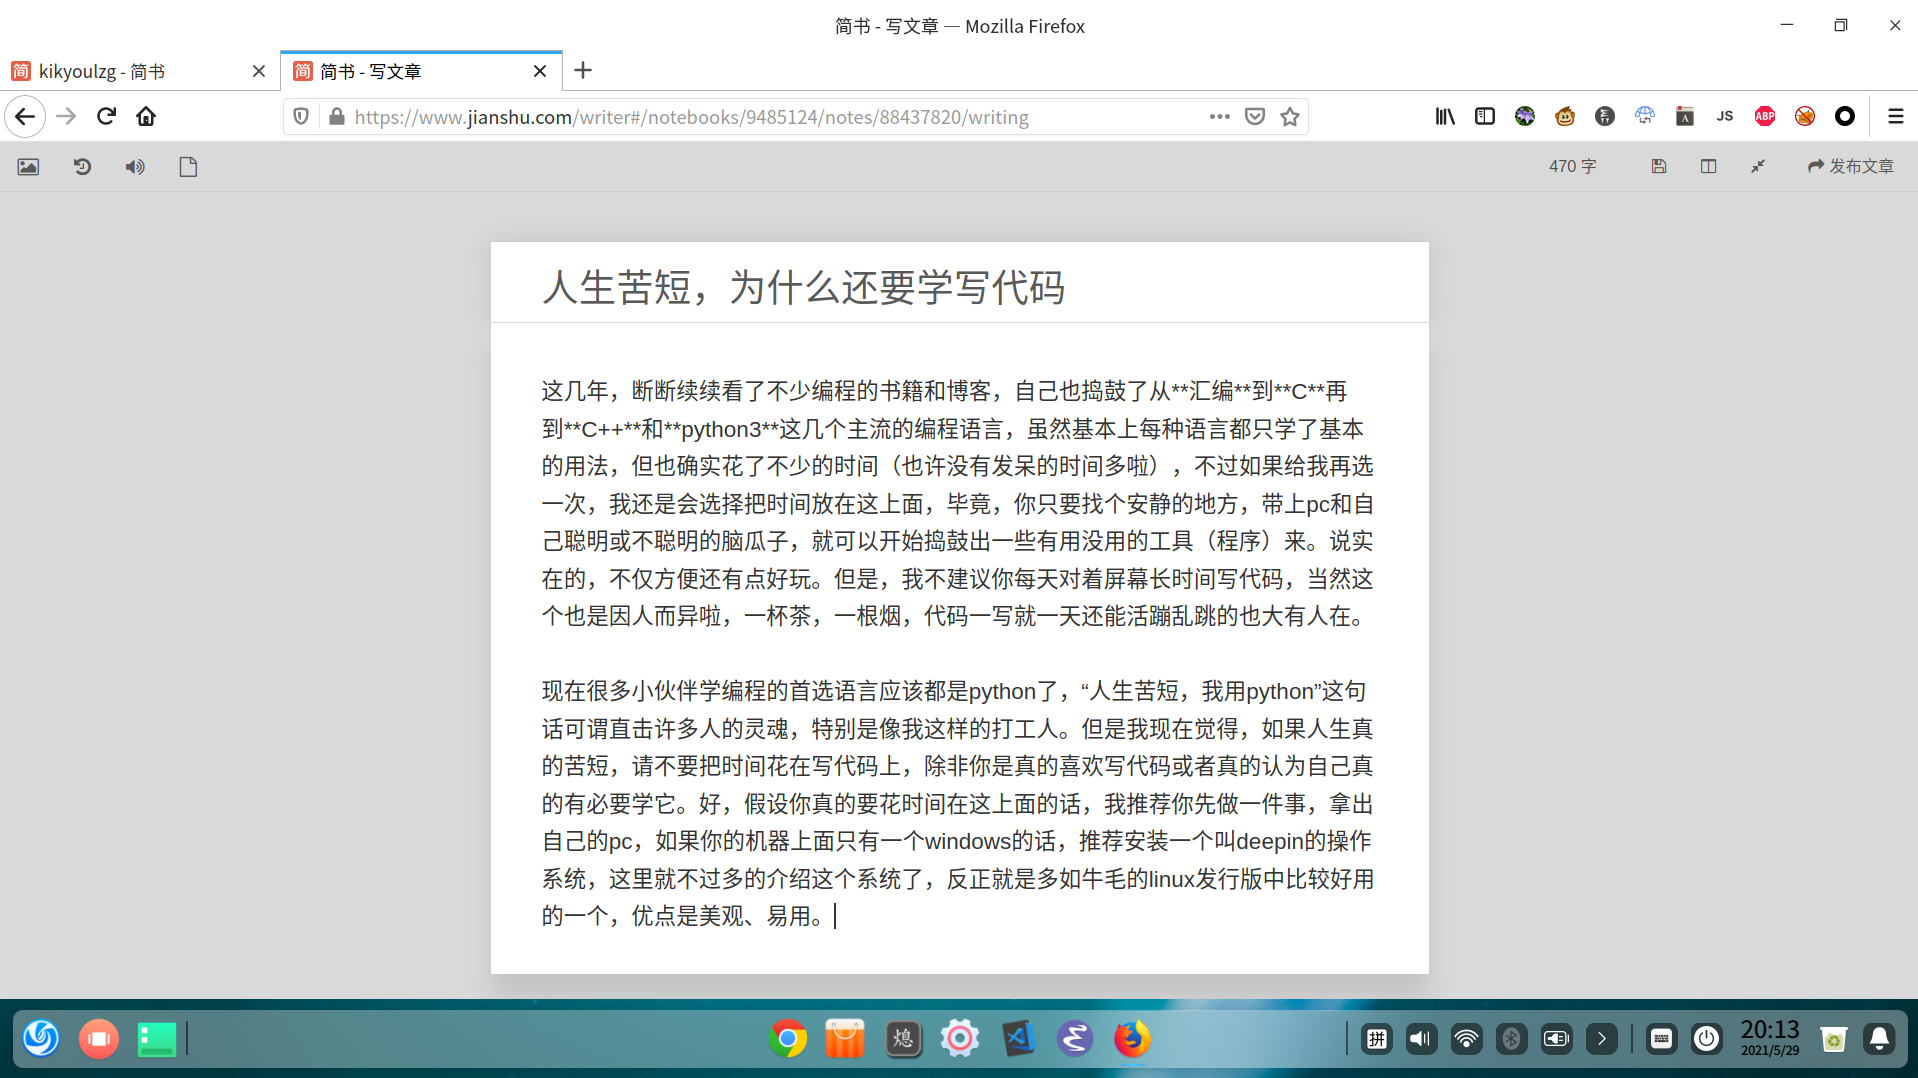 简书 - 写文章 — Mozilla Firefox
简 kikyoulzg - 简书
简 简书 - 写文章
https://www.jianshu.com/writer#/notebooks/9485124/notes/88437820/writing
A
JS
ABP
470 字
发布文章
人生苦短，为什么还要学写代码
这几年，断断续续看了不少编程的书籍和博客，自己也捣鼓了从**汇编**到**C**再
到**C++**和**python3**这几个主流的编程语言，虽然基本上每种语言都只学了基本
的用法，但也确实花了不少的时间（也许没有发呆的时间多啦），不过如果给我再选
一次，我还是会选择把时间放在这上面，毕竟，你只要找个安静的地方，带上pc和自
己聪明或不聪明的脑瓜子，就可以开始捣鼓出一些有用没用的工具（程序）来。说实
在的，不仅方便还有点好玩。但是，我不建议你每天对着屏幕长时间写代码，当然这
个也是因人而异啦，一杯茶，一根烟，代码一写就一天还能活蹦乱跳的也大有人在。
现在很多小伙伴学编程的首选语言应该都是python了，“人生苦短，我用python”这句
话可谓直击许多人的灵魂，特别是像我这样的打工人。但是我现在觉得，如果人生真
的苦短，请不要把时间花在写代码上，除非你是真的喜欢写代码或者真的认为自己真
的有必要学它。好，假设你真的要花时间在这上面的话，我推荐你先做一件事，拿出
自己的pc，如果你的机器上面只有一个windows的话，推荐安装一个叫deepin的操作
系统，这里就不过多的介绍这个系统了，反正就是多如牛毛的linux发行版中比较好用
的一个，优点是美观、易用。
熄
拼
20:13
2021/5/29